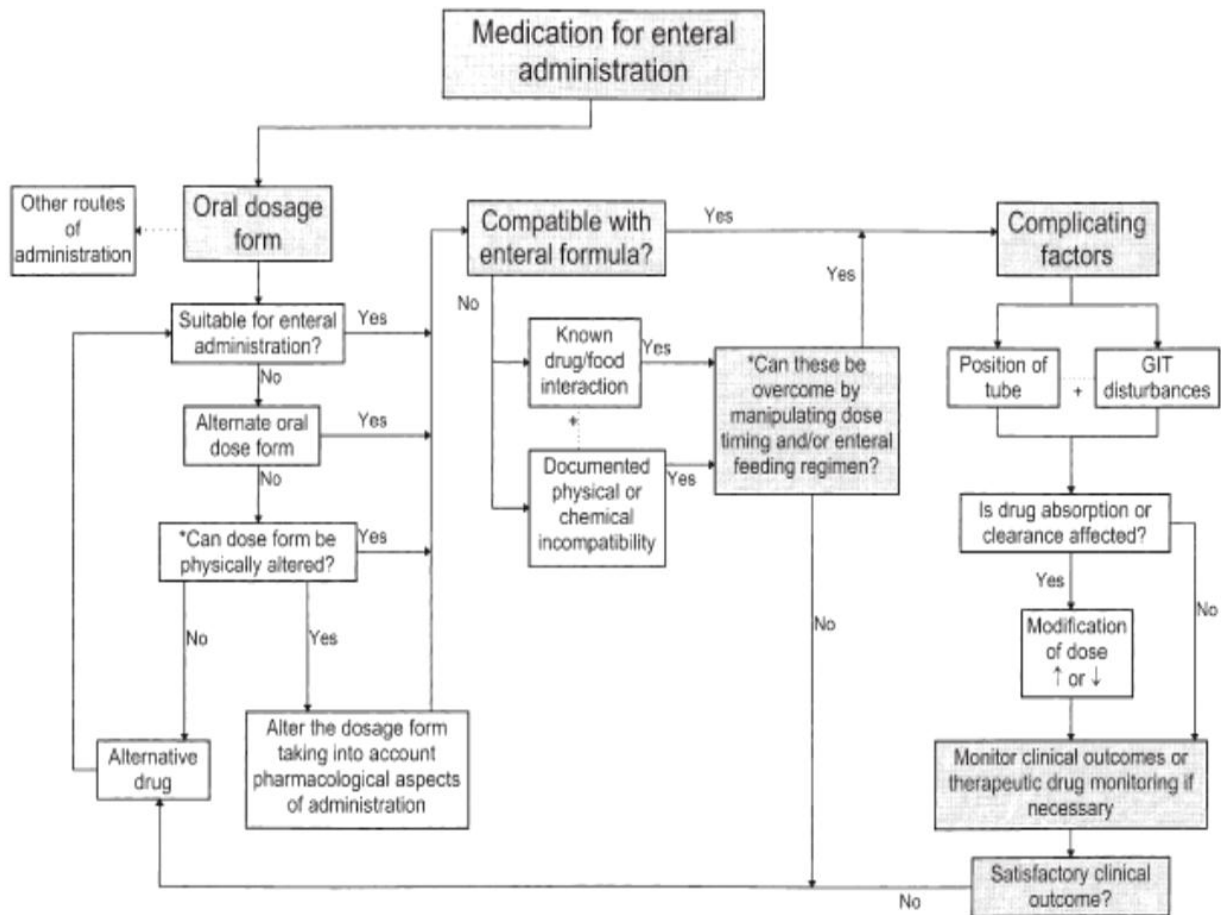 Medication for enteral
administration
Other routes
of
administration
Oral dosage
form
Compatible with
enteral formula?
Yes
Complicating
factors
Yes
No
Suitable for enteral
administration?
Yes
Known
drug/food
interaction
Yes
*Can these be
overcome by
manipulating dose
timing and/or enteral
feeding regimen?
Position of
tube
+
GIT
disturbances
No
Alternate oral
dose form
Yes
+
No
Documented
physical or
chemical
incompatibility
Yes
*Can dose form be
physically altered?
Yes
Is drug absorption or
clearance affected?
Yes
No
No
Yes
No
Modification
of dose
↑ or ↓
Alternative
drug
Alter the dosage form
taking into account
pharmacological aspects
of administration
Monitor clinical outcomes or
therapeutic drug monitoring if
necessary
Satisfactory clinical
outcome?
No